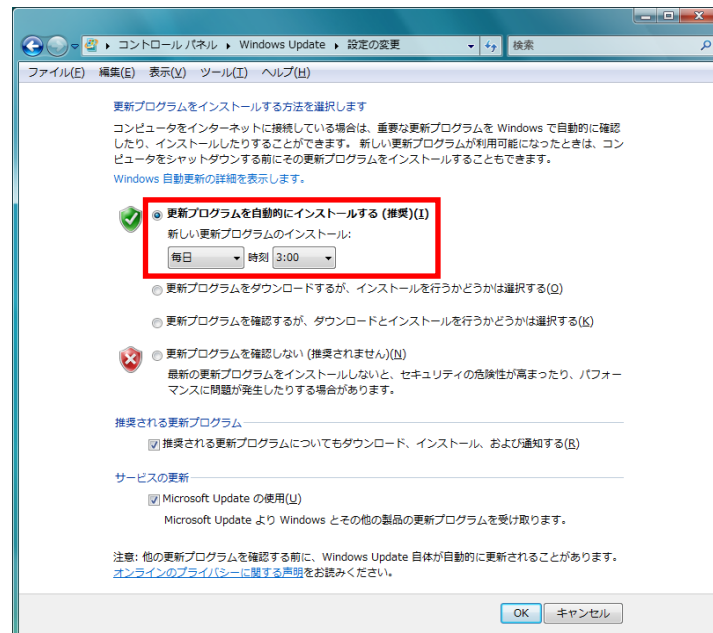 コントロール パネル ▸ Windows Update ▸ 設定の変更
検索
ファイル(F) 編集(E) 表示(V) ツール(T) ヘルプ(H)
更新プログラムをインストールする方法を選択します
コンピュータをインターネットに接続している場合は、重要な更新プログラムを Windows で自動的に確認
したり、インストールしたりすることができます。 新しい更新プログラムが利用可能になったときは、コン
ピュータをシャットダウンする前にその更新プログラムをインストールすることもできます。
Windows 自動更新の詳細を表示します。
更新プログラムを自動的にインストールする (推奨)(I)
新しい更新プログラムのインストール:
毎日 時刻 3:00
更新プログラムをダウンロードするが、インストールを行うかどうかは選択する(O)
更新プログラムを確認するが、ダウンロードとインストールを行うかどうかは選択する(K)
更新プログラムを確認しない (推奨されません)(N)
最新の更新プログラムをインストールしないと、セキュリティの危険性が高まったり、パフォー
マンスに問題が発生したりする場合があります。
推奨される更新プログラム
推奨される更新プログラムについてもダウンロード、インストール、および通知する(R)
サービスの更新
Microsoft Update の使用(U)
Microsoft Update より Windows とその他の製品の更新プログラムを受け取ります。
注意: 他の更新プログラムを確認する前に、Windows Update 自体が自動的に更新されることがあります。
オンラインのプライバシーに関する声明をお読みください。
OK キャンセル